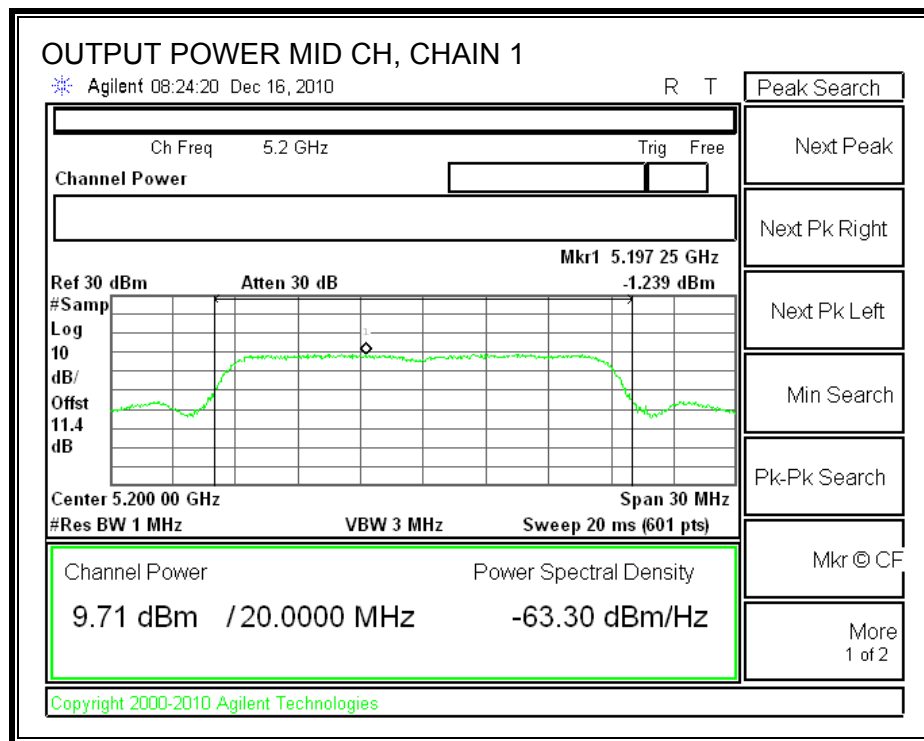 OUTPUT POWER MID CH, CHAIN 1
Agilent 08:24:20 Dec 16, 2010 R T
Peak Search
Ch Freq 5.2 GHz Trig Free
Channel Power
Mkr1 5.197 25 GHz
Ref 30 dBm Atten 30 dB -1.239 dBm
#Samp
Log
10
dB/
Offst
11.4
dB
1
Center 5.200 00 GHz Span 30 MHz
#Res BW 1 MHz VBW 3 MHz Sweep 20 ms (601 pts)
Channel Power Power Spectral Density
9.71 dBm / 20.0000 MHz -63.30 dBm/Hz
Copyright 2000-2010 Agilent Technologies
Next Peak
Next Pk Right
Next Pk Left
Min Search
Pk-Pk Search
Mkr © CF
More
1 of 2